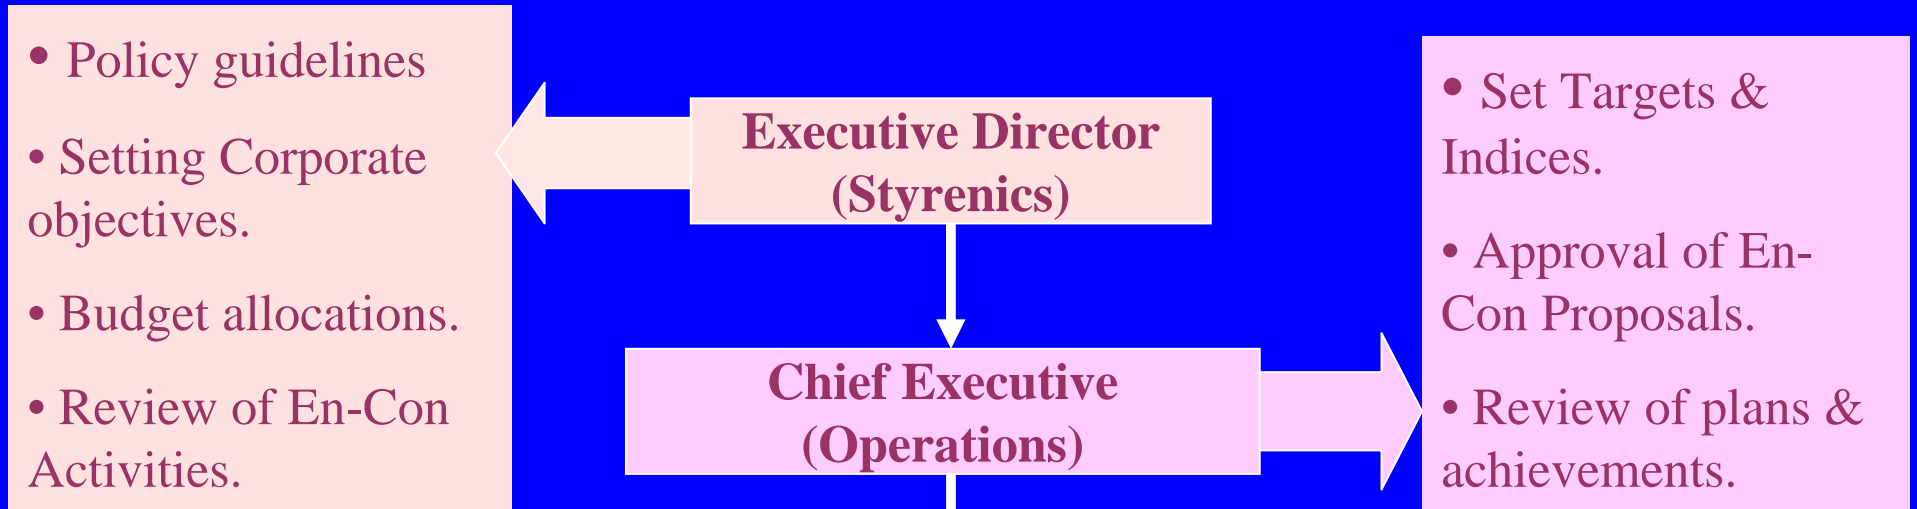 • Policy guidelines
• Setting Corporate
objectives.
• Budget allocations.
• Review of En-Con
Activities.
Executive Director
(Styrenics)
Chief Executive
(Operations)
• Set Targets &
Indices.
• Approval of En-
Con Proposals.
• Review of plans &
achievements.